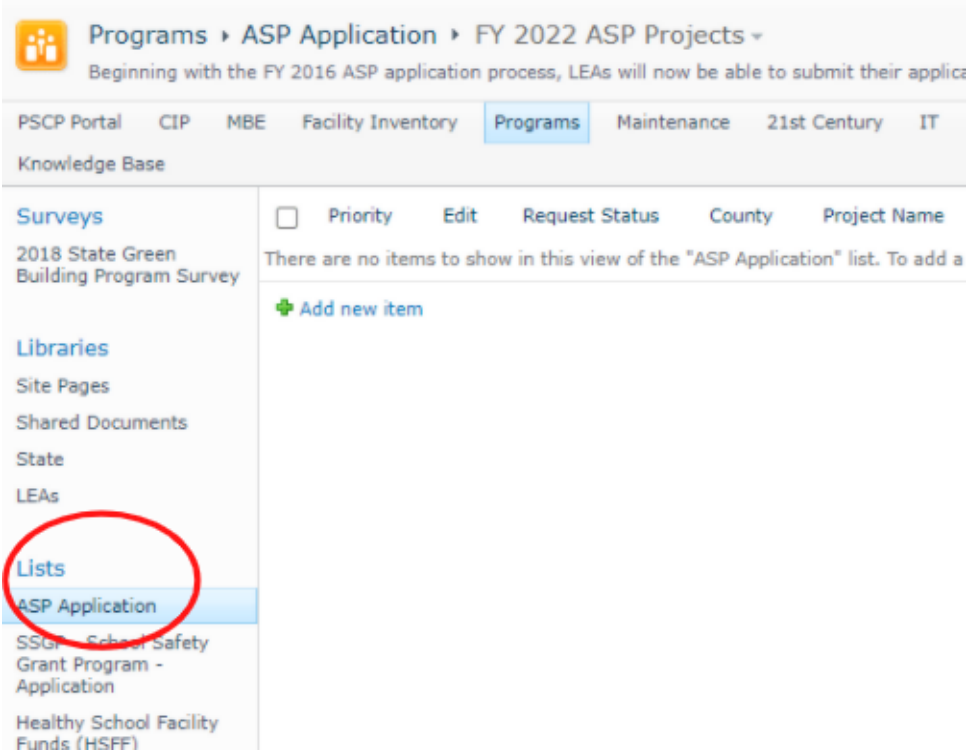 Programs › ASP Application › FY 2022 ASP Projects
Beginning with the FY 2016 ASP application process, LEAs will now be able to submit their applica
PSCP Portal CIP MBE Facility Inventory Programs Maintenance 21st Century IT
Knowledge Base
Surveys
2018 State Green
Building Program Survey
Libraries
Site Pages
Shared Documents
State
LEAs
Lists
ASP Application
SSGP - School Safety
Grant Program -
Application
Healthy School Facility
Funds (HSFF)
Priority Edit Request Status County Project Name
There are no items to show in this view of the "ASP Application" list. To add a
Add new item